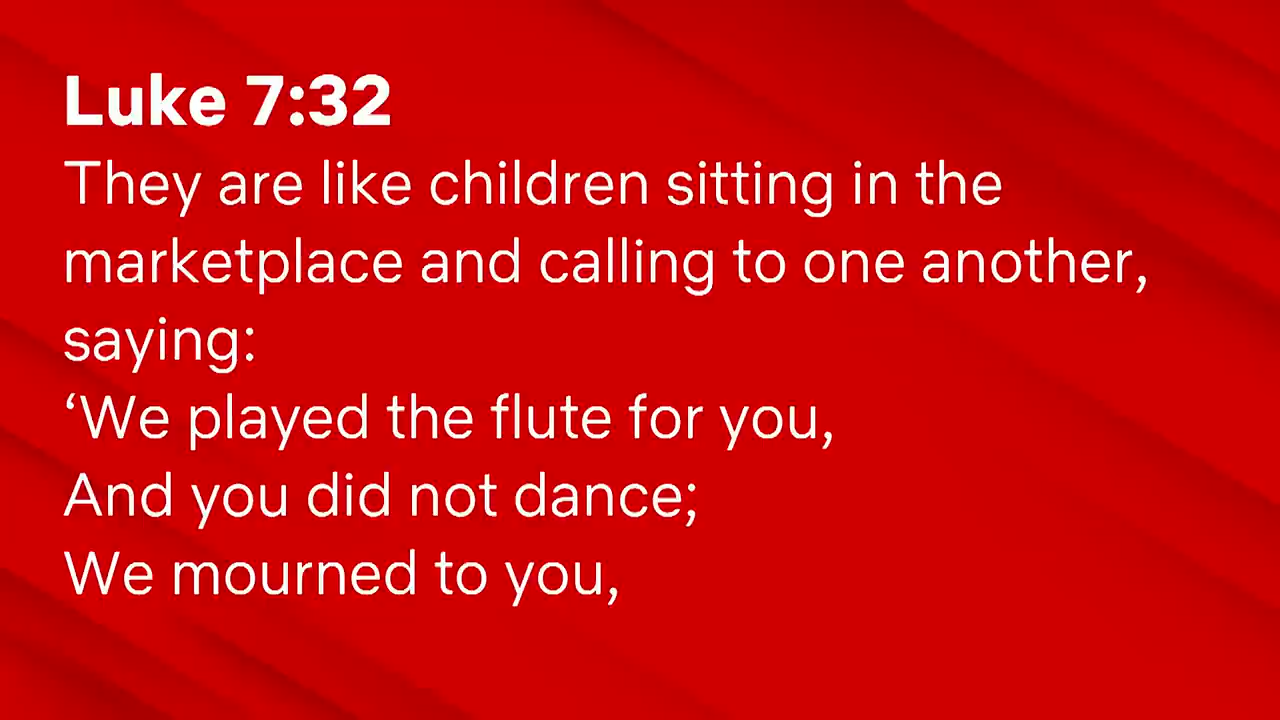 Luke 7:32
They are like children sitting in the
marketplace and calling to one another,
saying:
‘We played the flute for you,
And you did not dance;
We mourned to you,